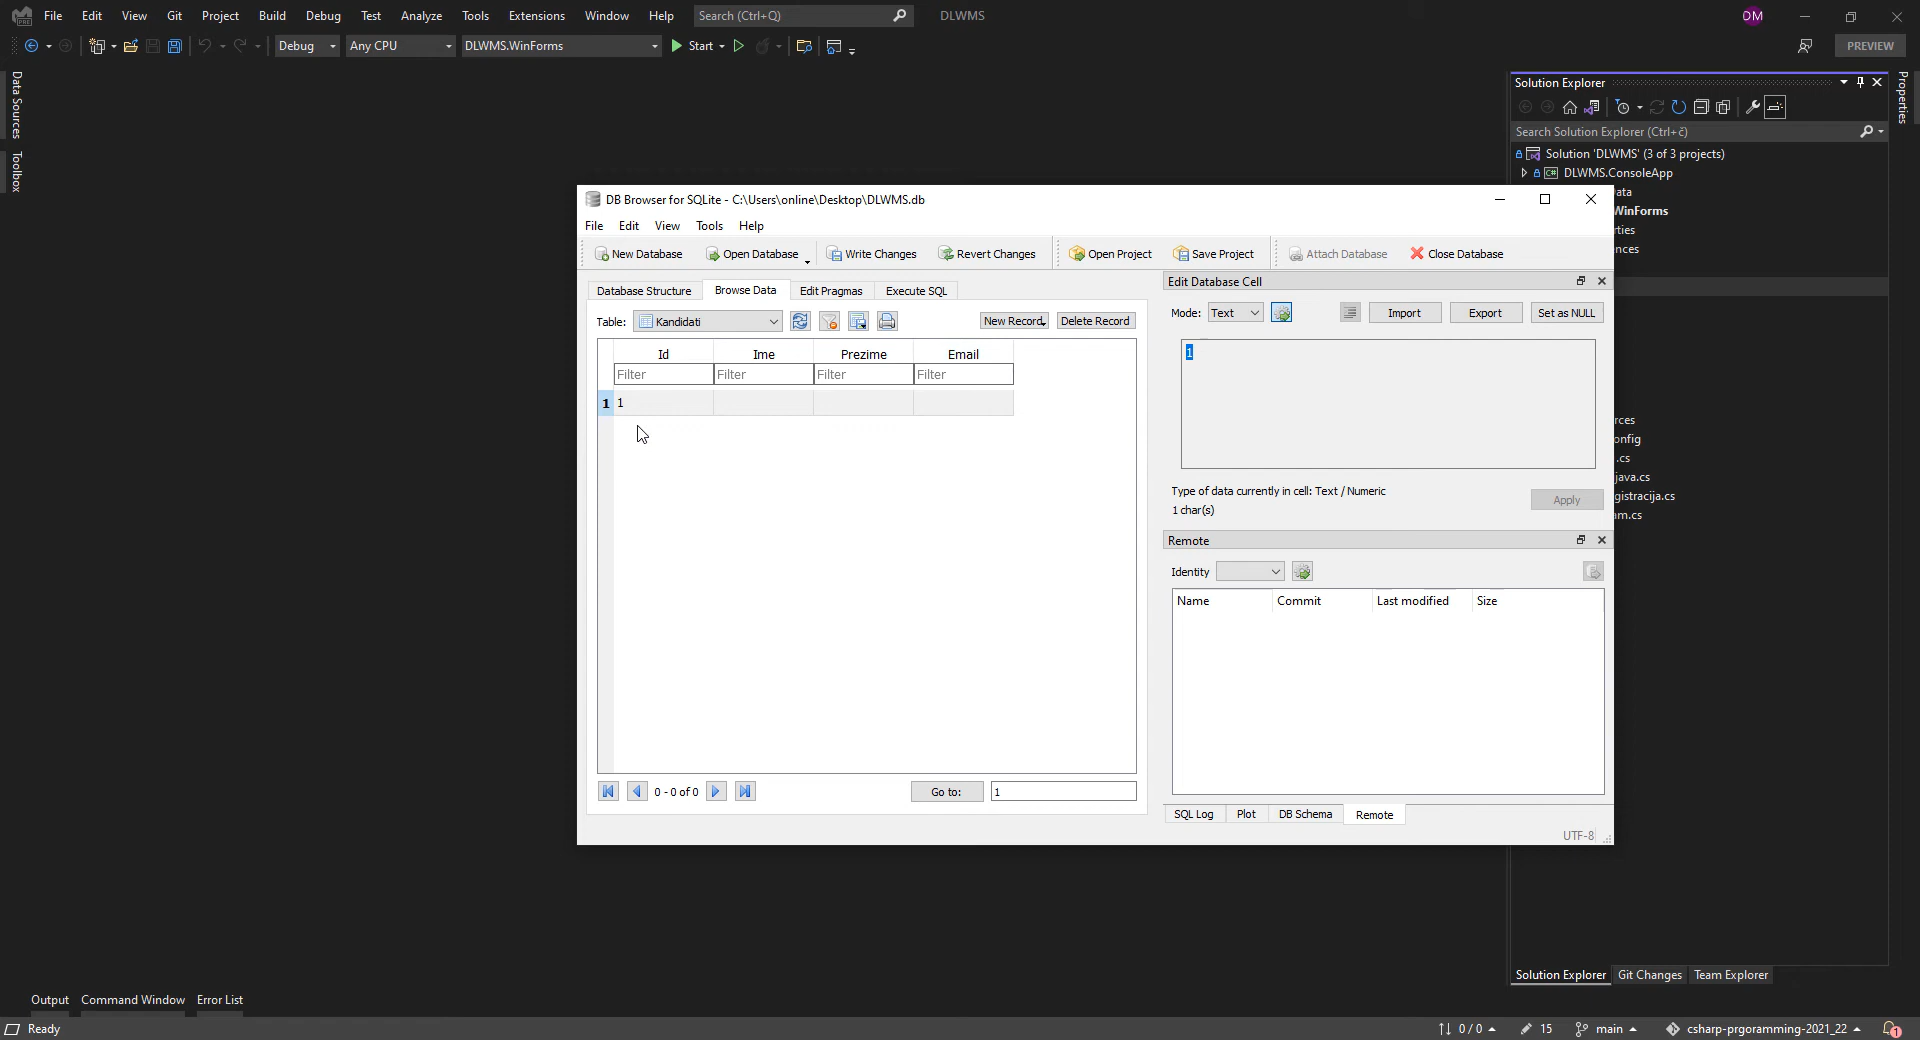 File Edit View Git Project Build Debug Test Analyze Tools Extensions Window Help Search (Ctrl+Q) DLWMS DM
Debug Any CPU DLWMS.WinForms Start PREVIEW
Data Sources
Toolbox
Properties
Solution Explorer
Search Solution Explorer (Ctrl+č)
Solution 'DLWMS' (3 of 3 projects)
DLWMS.ConsoleApp
ata
WinForms
erties
ences
rces
onfig
.cs
java.cs
gistracija.cs
am.cs
DB Browser for SQLite - C:\Users\online\Desktop\DLWMS.db
File Edit View Tools Help
New Database Open Database Write Changes Revert Changes Open Project Save Project Attach Database Close Database
Database Structure Browse Data Edit Pragmas Execute SQL
Table: Kandidati New Record Delete Record
Id Ime Prezime Email
Filter Filter Filter Filter
1 1
0 - 0 of 0 Go to: 1
Edit Database Cell
Mode: Text Import Export Set as NULL
1
Type of data currently in cell: Text / Numeric
1 char(s)
Apply
Remote
Identity
Name Commit Last modified Size
SQL Log Plot DB Schema Remote
UTF-8
Solution Explorer Git Changes Team Explorer
Output Command Window Error List
Ready 0 / 0 15 main csharp-prgoramming-2021_22 1